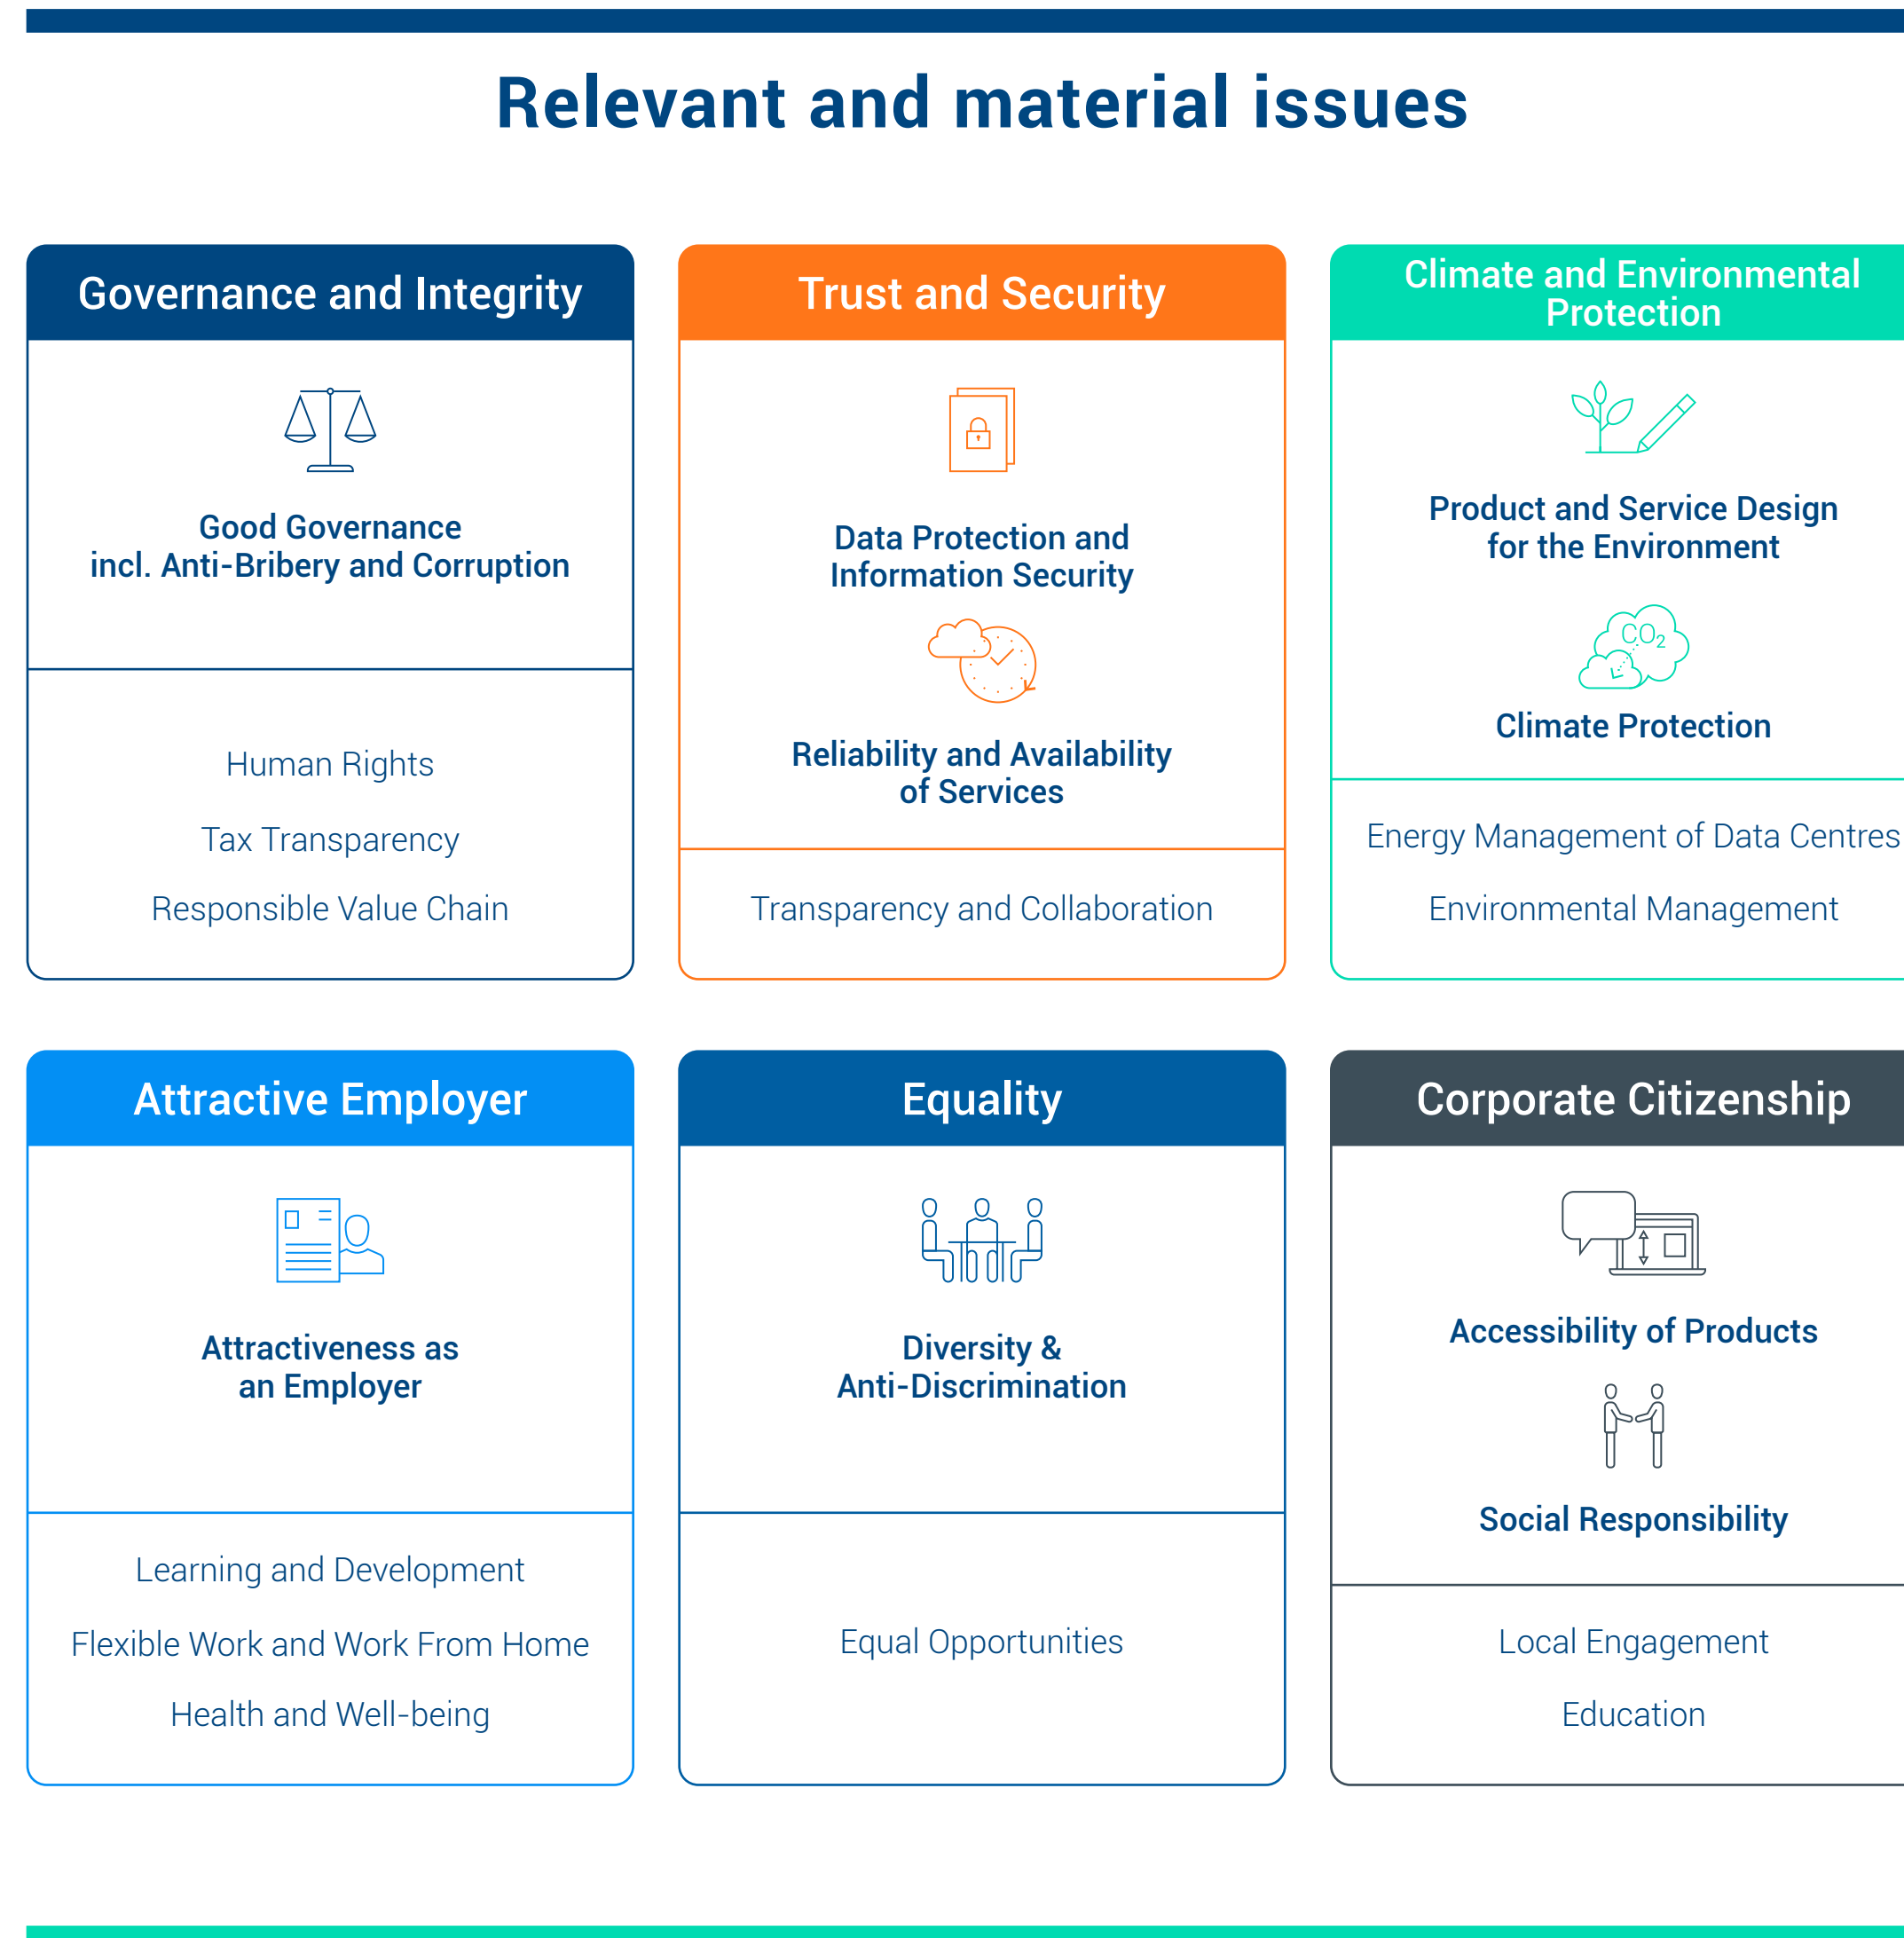 Relevant and material issues
Governance and Integrity
Good Governance
incl. Anti-Bribery and Corruption
Human Rights
Tax Transparency
Responsible Value Chain
Trust and Security
Data Protection and
Information Security
Reliability and Availability
of Services
Transparency and Collaboration
Climate and Environmental
Protection
Product and Service Design
for the Environment
CO₂
Climate Protection
Energy Management of Data Centres
Environmental Management
Attractive Employer
Attractiveness as
an Employer
Learning and Development
Flexible Work and Work From Home
Health and Well-being
Equality
Diversity &
Anti-Discrimination
Equal Opportunities
Corporate Citizenship
Accessibility of Products
Social Responsibility
Local Engagement
Education